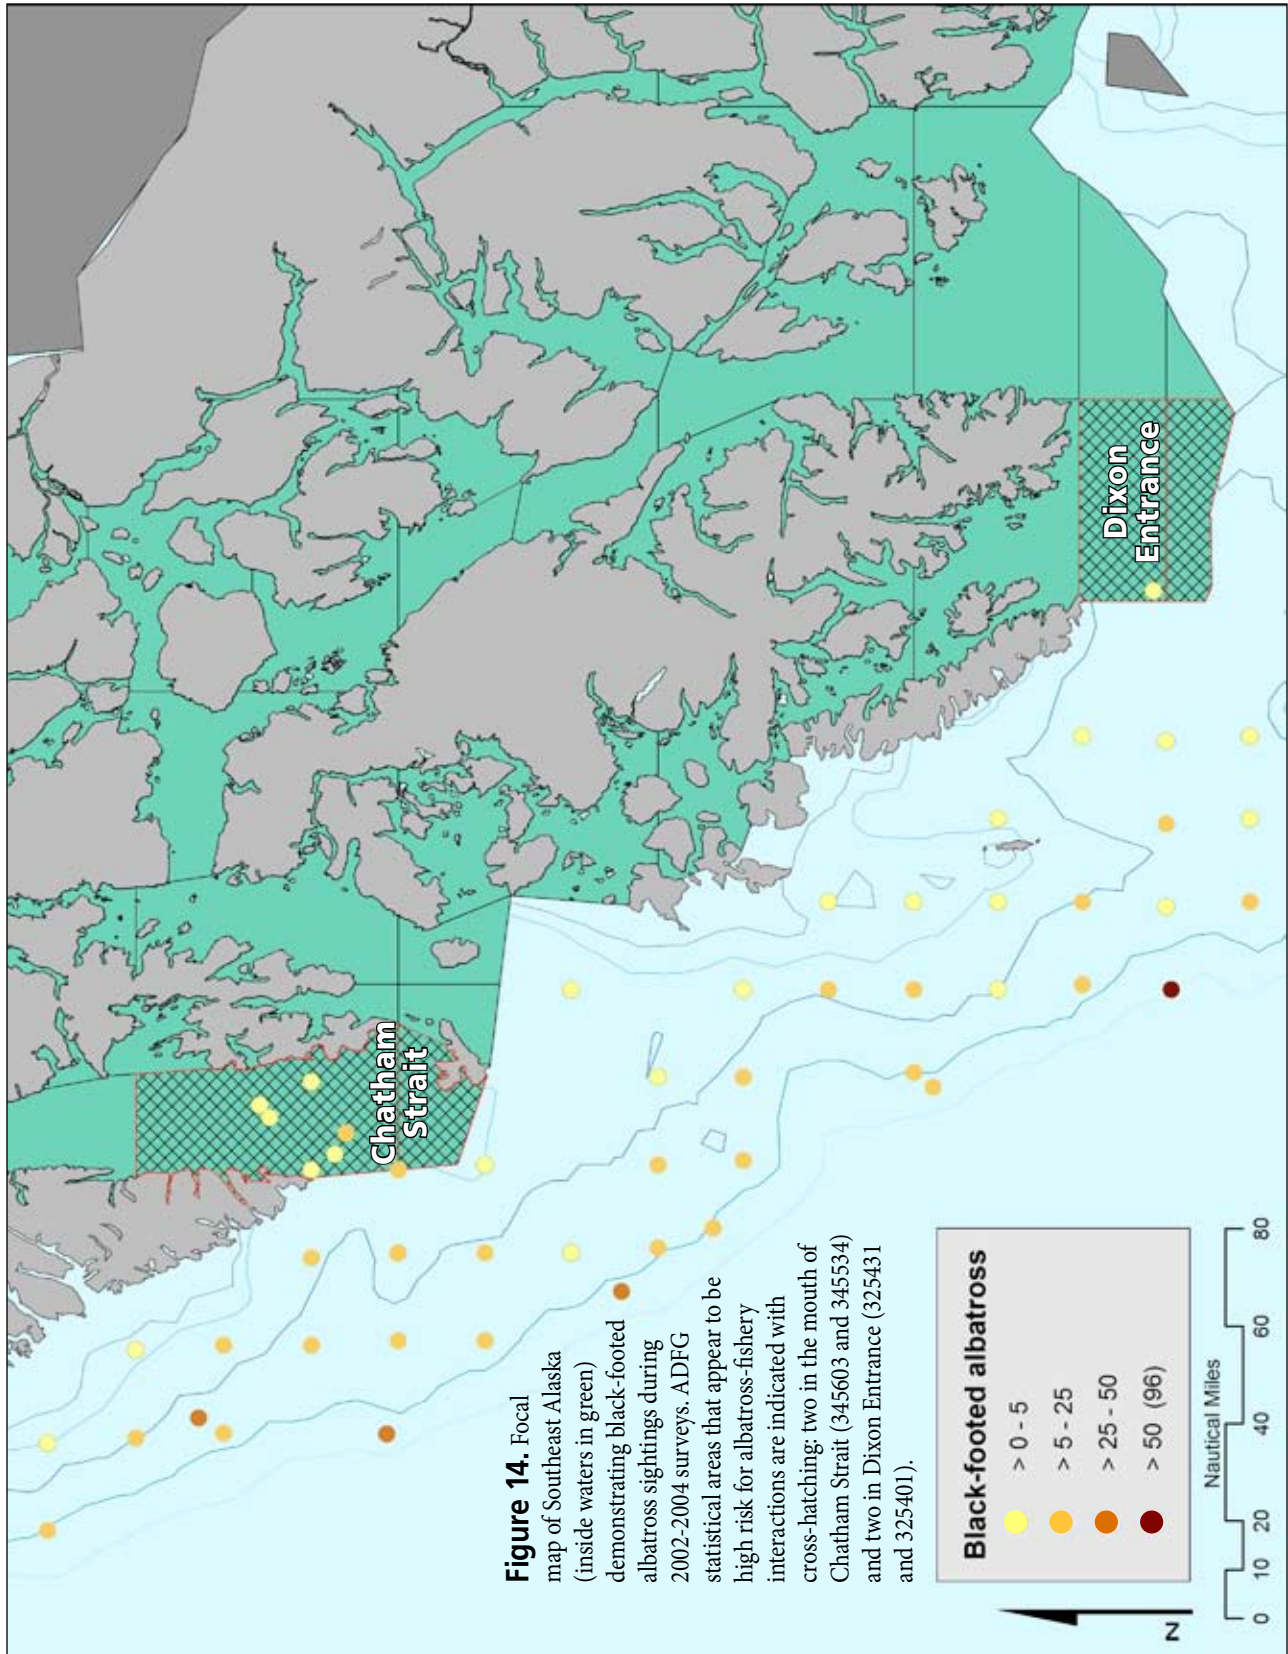 Chatham
Strait
Dixon
Entrance
Figure 14. Focal
map of Southeast Alaska
(inside waters in green)
demonstrating black-footed
albatross sightings during
2002-2004 surveys. ADFG
statistical areas that appear to be
high risk for albatross-fishery
interactions are indicated with
cross-hatching: two in the mouth of
Chatham Strait (345603 and 345534)
and two in Dixon Entrance (325431
and 325401).
Black-footed albatross
> 0 - 5
> 5 - 25
> 25 - 50
> 50 (96)
N
0 10 20 40 60 80
Nautical Miles